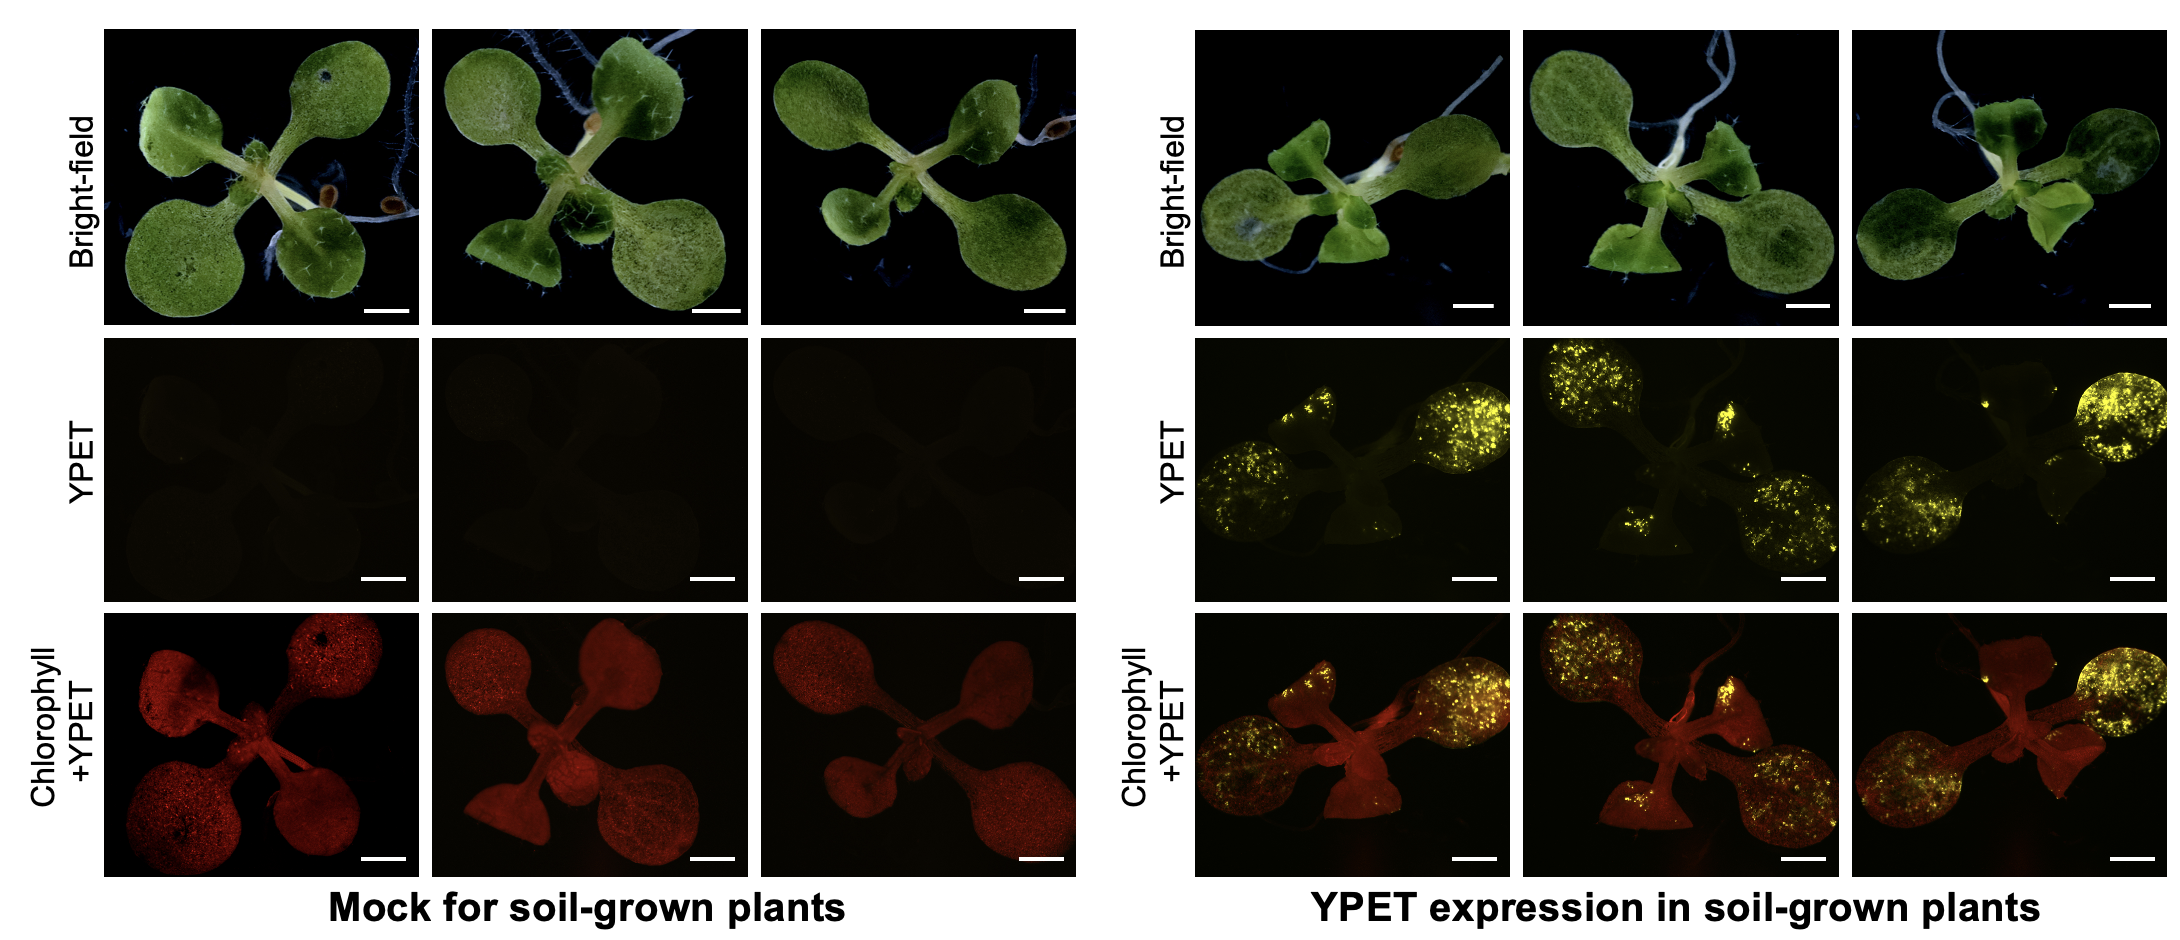 Bright-field
YPET
Chlorophyll
+YPET
Mock for soil-grown plants
Bright-field
YPET
Chlorophyll
+YPET
YPET expression in soil-grown plants